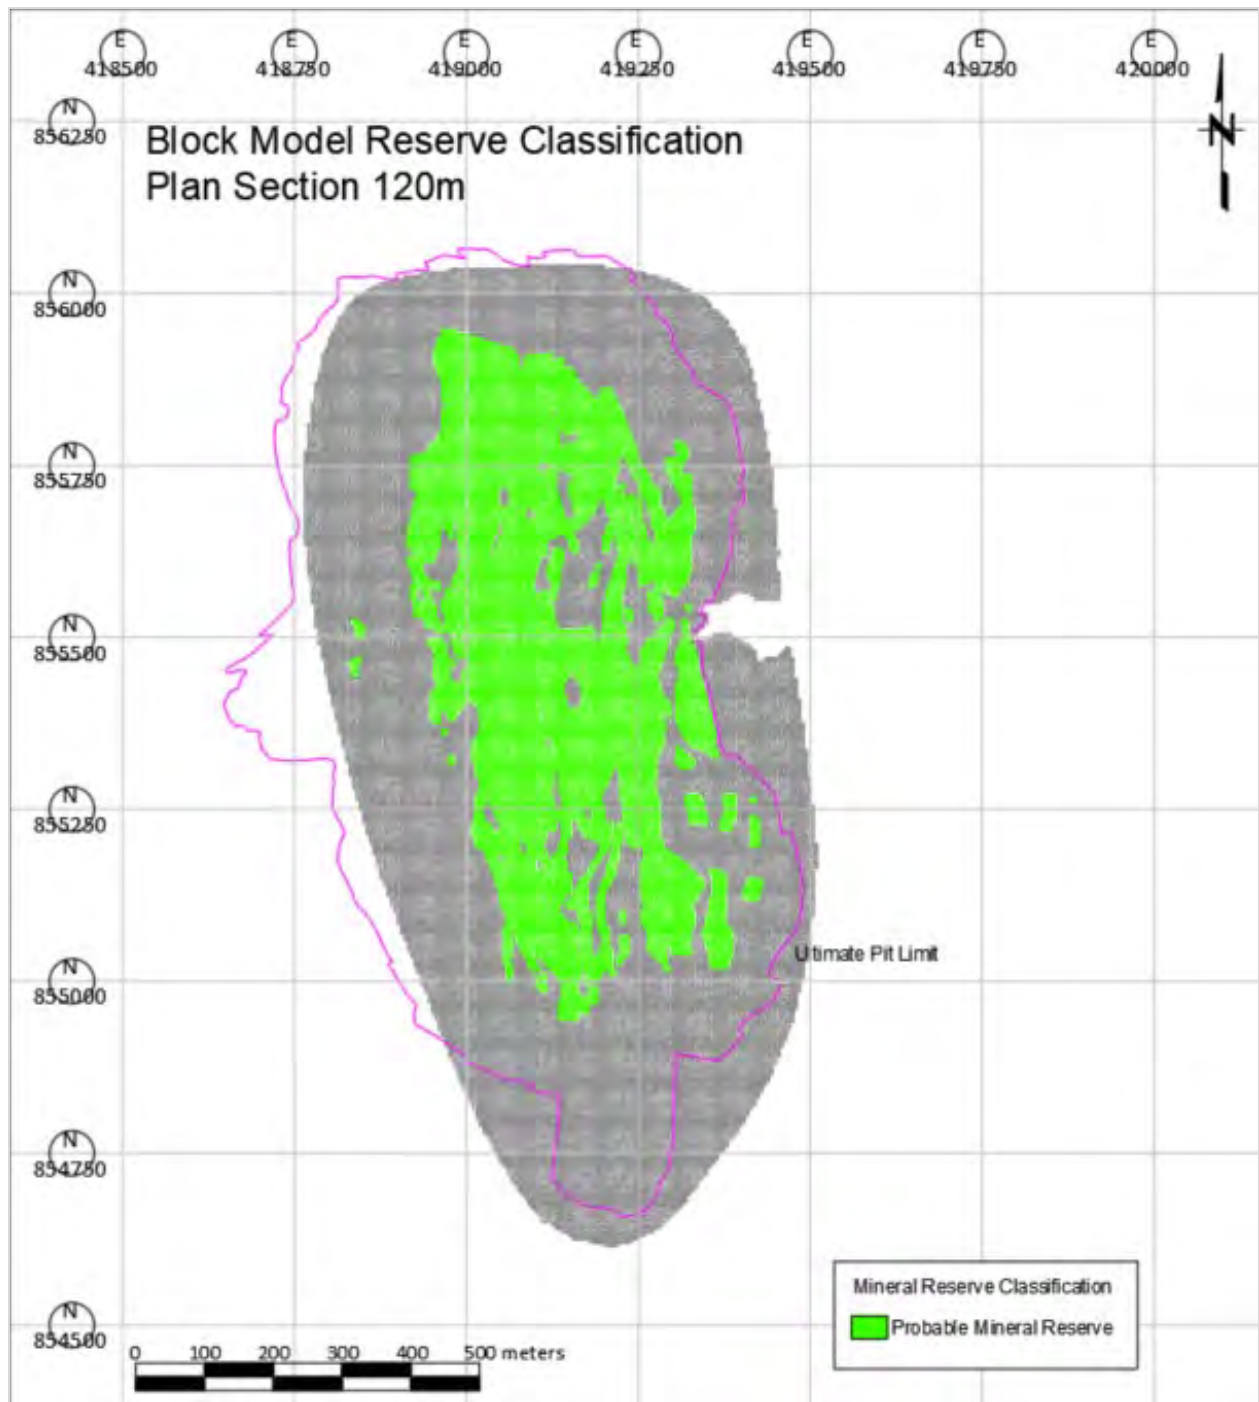 E E E E E E E
418500 418750 419000 419250 419500 419750 420000
N
856250
Block Model Reserve Classification
Plan Section 120m
N
N
856000
N
855750
N
855500
N
855250
Ultimate Pit Limit
N
855000
N
854750
Mineral Reserve Classification
Probable Mineral Reserve
N
854500
0 100 200 300 400 500 meters